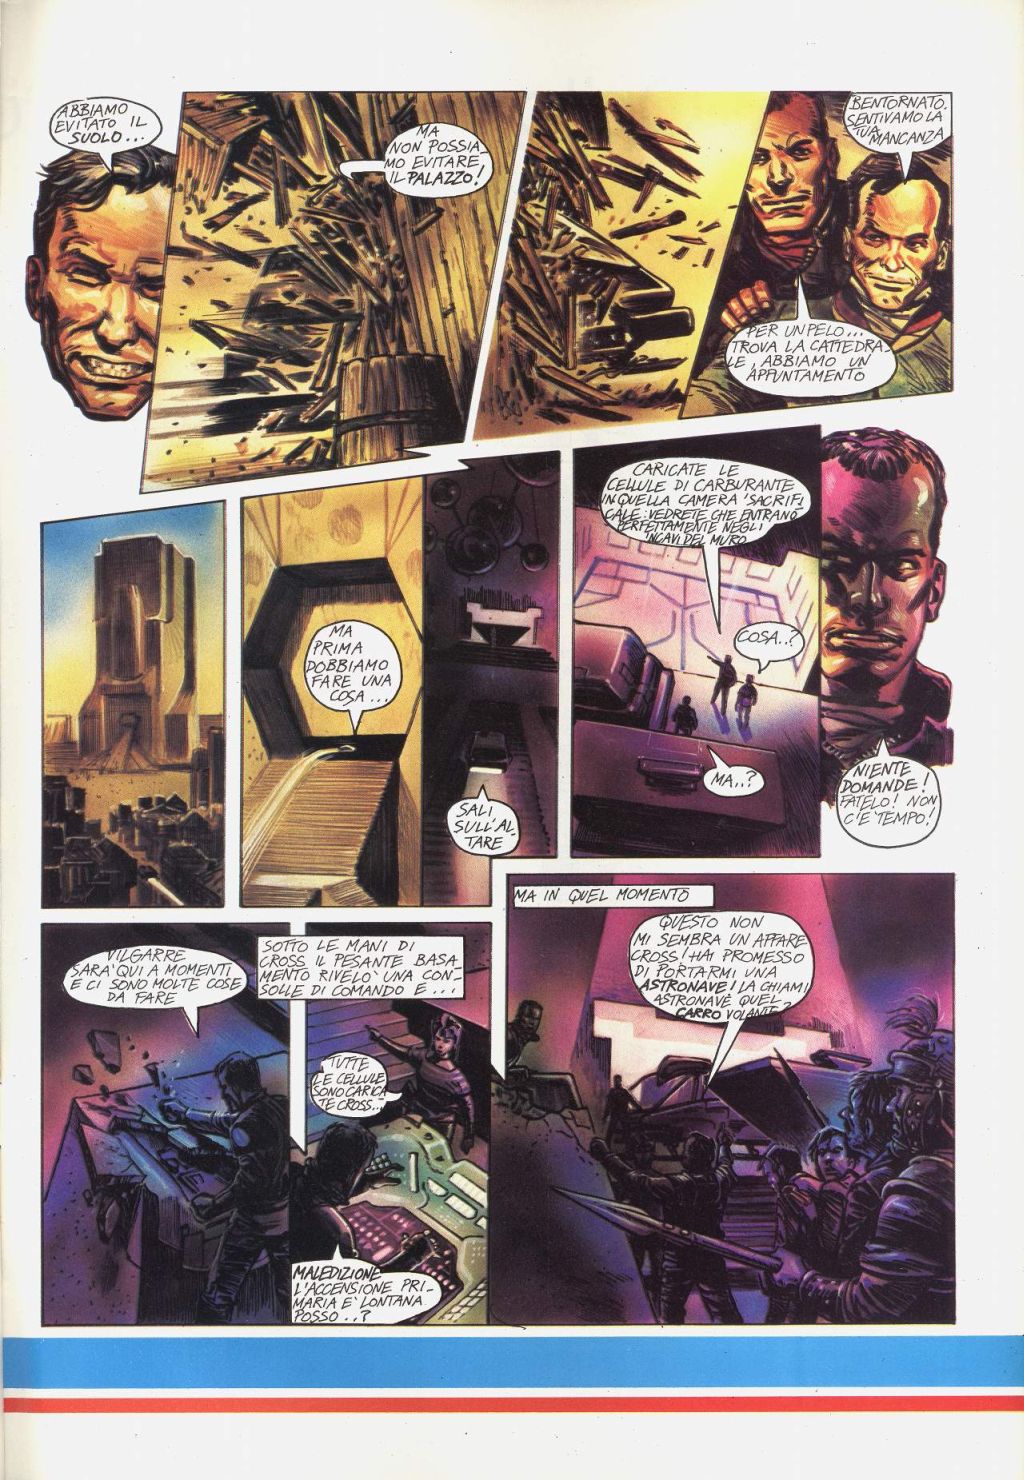 ABBIAMO
EVITATO IL
SUOLO...
MA
NON POSSIA
MO EVITARE,
IL PALAZZO!
BENTORNATO.
SENTIVAMO LA
TUA
MANCANZA
PER UN PELO...
TROVA LA CATTEDRA-
LE, ABBIAMO UN
APPUNTAMENTO
MA
PRIMA
DOBBIAMO
FARE UNA
COSA...
SALI
SULL'AL
TARE
CARICATE LE
CELLULE DI CARBURANTE
IN QUELLA CAMERA 'SACRIFI
CALE: VEDRETE CHE ENTRANO
PERFETTAMENTE NEGLI
INCAVI DEL MURO
COSA..?
MA..?
NIENTE
DOMANDE!
FATELO! NON
C'E' TEMPO!
VILGARRE
SARA' QUI A MOMENTI
E CI SONO MOLTE COSE
DA FARE
SOTTO LE MANI DI
CROSS IL PESANTE BASA
MENTO RIVELO' UNA CON-
SOLLE DI COMANDO E...
TUTTE
LE CELLULE
SONO CARICA
TE CROSS...
MALEDIZIONE
L'ACCENSIONE PRI-
MARIA E' LONTANA
POSSO..?
MA IN QUEL MOMENTO
QUESTO NON
MI SEMBRA UN AFFARE
CROSS! HAI PROMESSO
DI PORTARMI UNA
ASTRONAVE! LA CHIAMI
ASTRONAVE QUEL
CARRO VOLANTE?